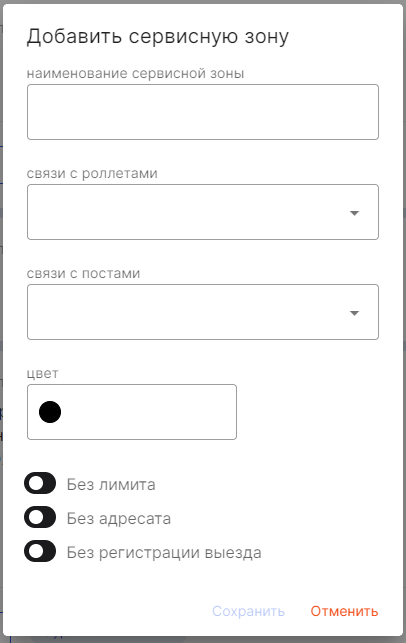 Добавить сервисную зону
наименование сервисной зоны
связи с роллетами
связи с постами
цвет
Без лимита
Без адресата
Без регистрации выезда
Сохранить Отменить